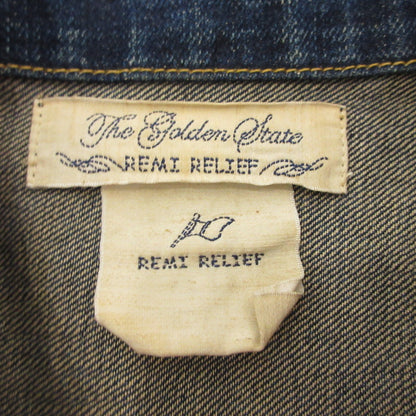 The Golden State
REMI RELIEF
REMI RELIEF